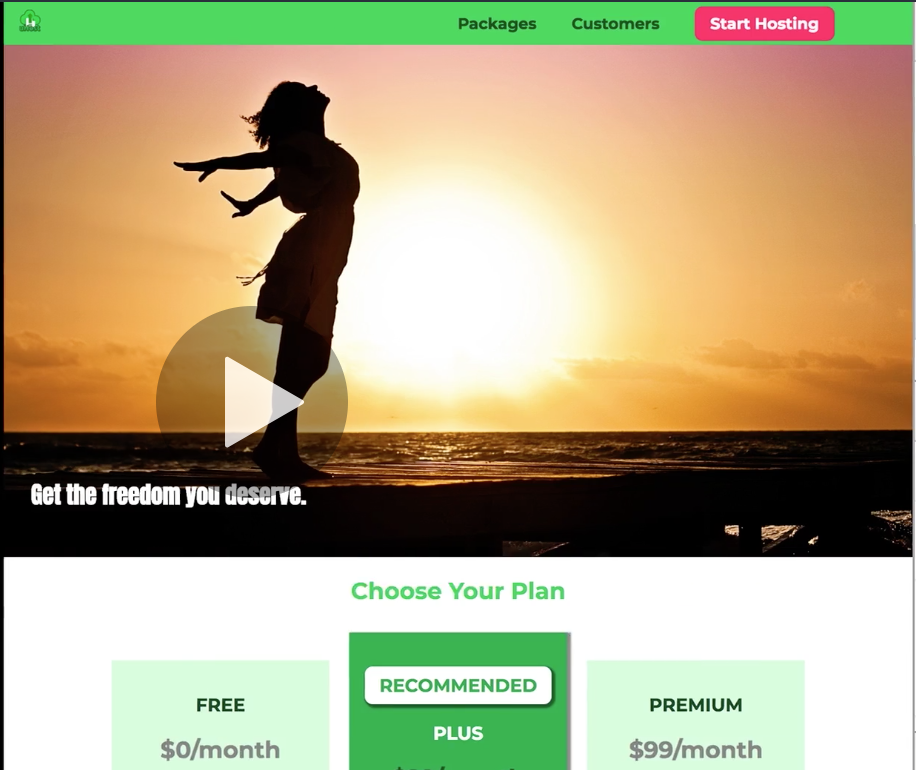 Packages Customers Start Hosting
Get the freedom you deserve.
Choose Your Plan
RECOMMENDED
FREE
PLUS
PREMIUM
$0/month
$99/month